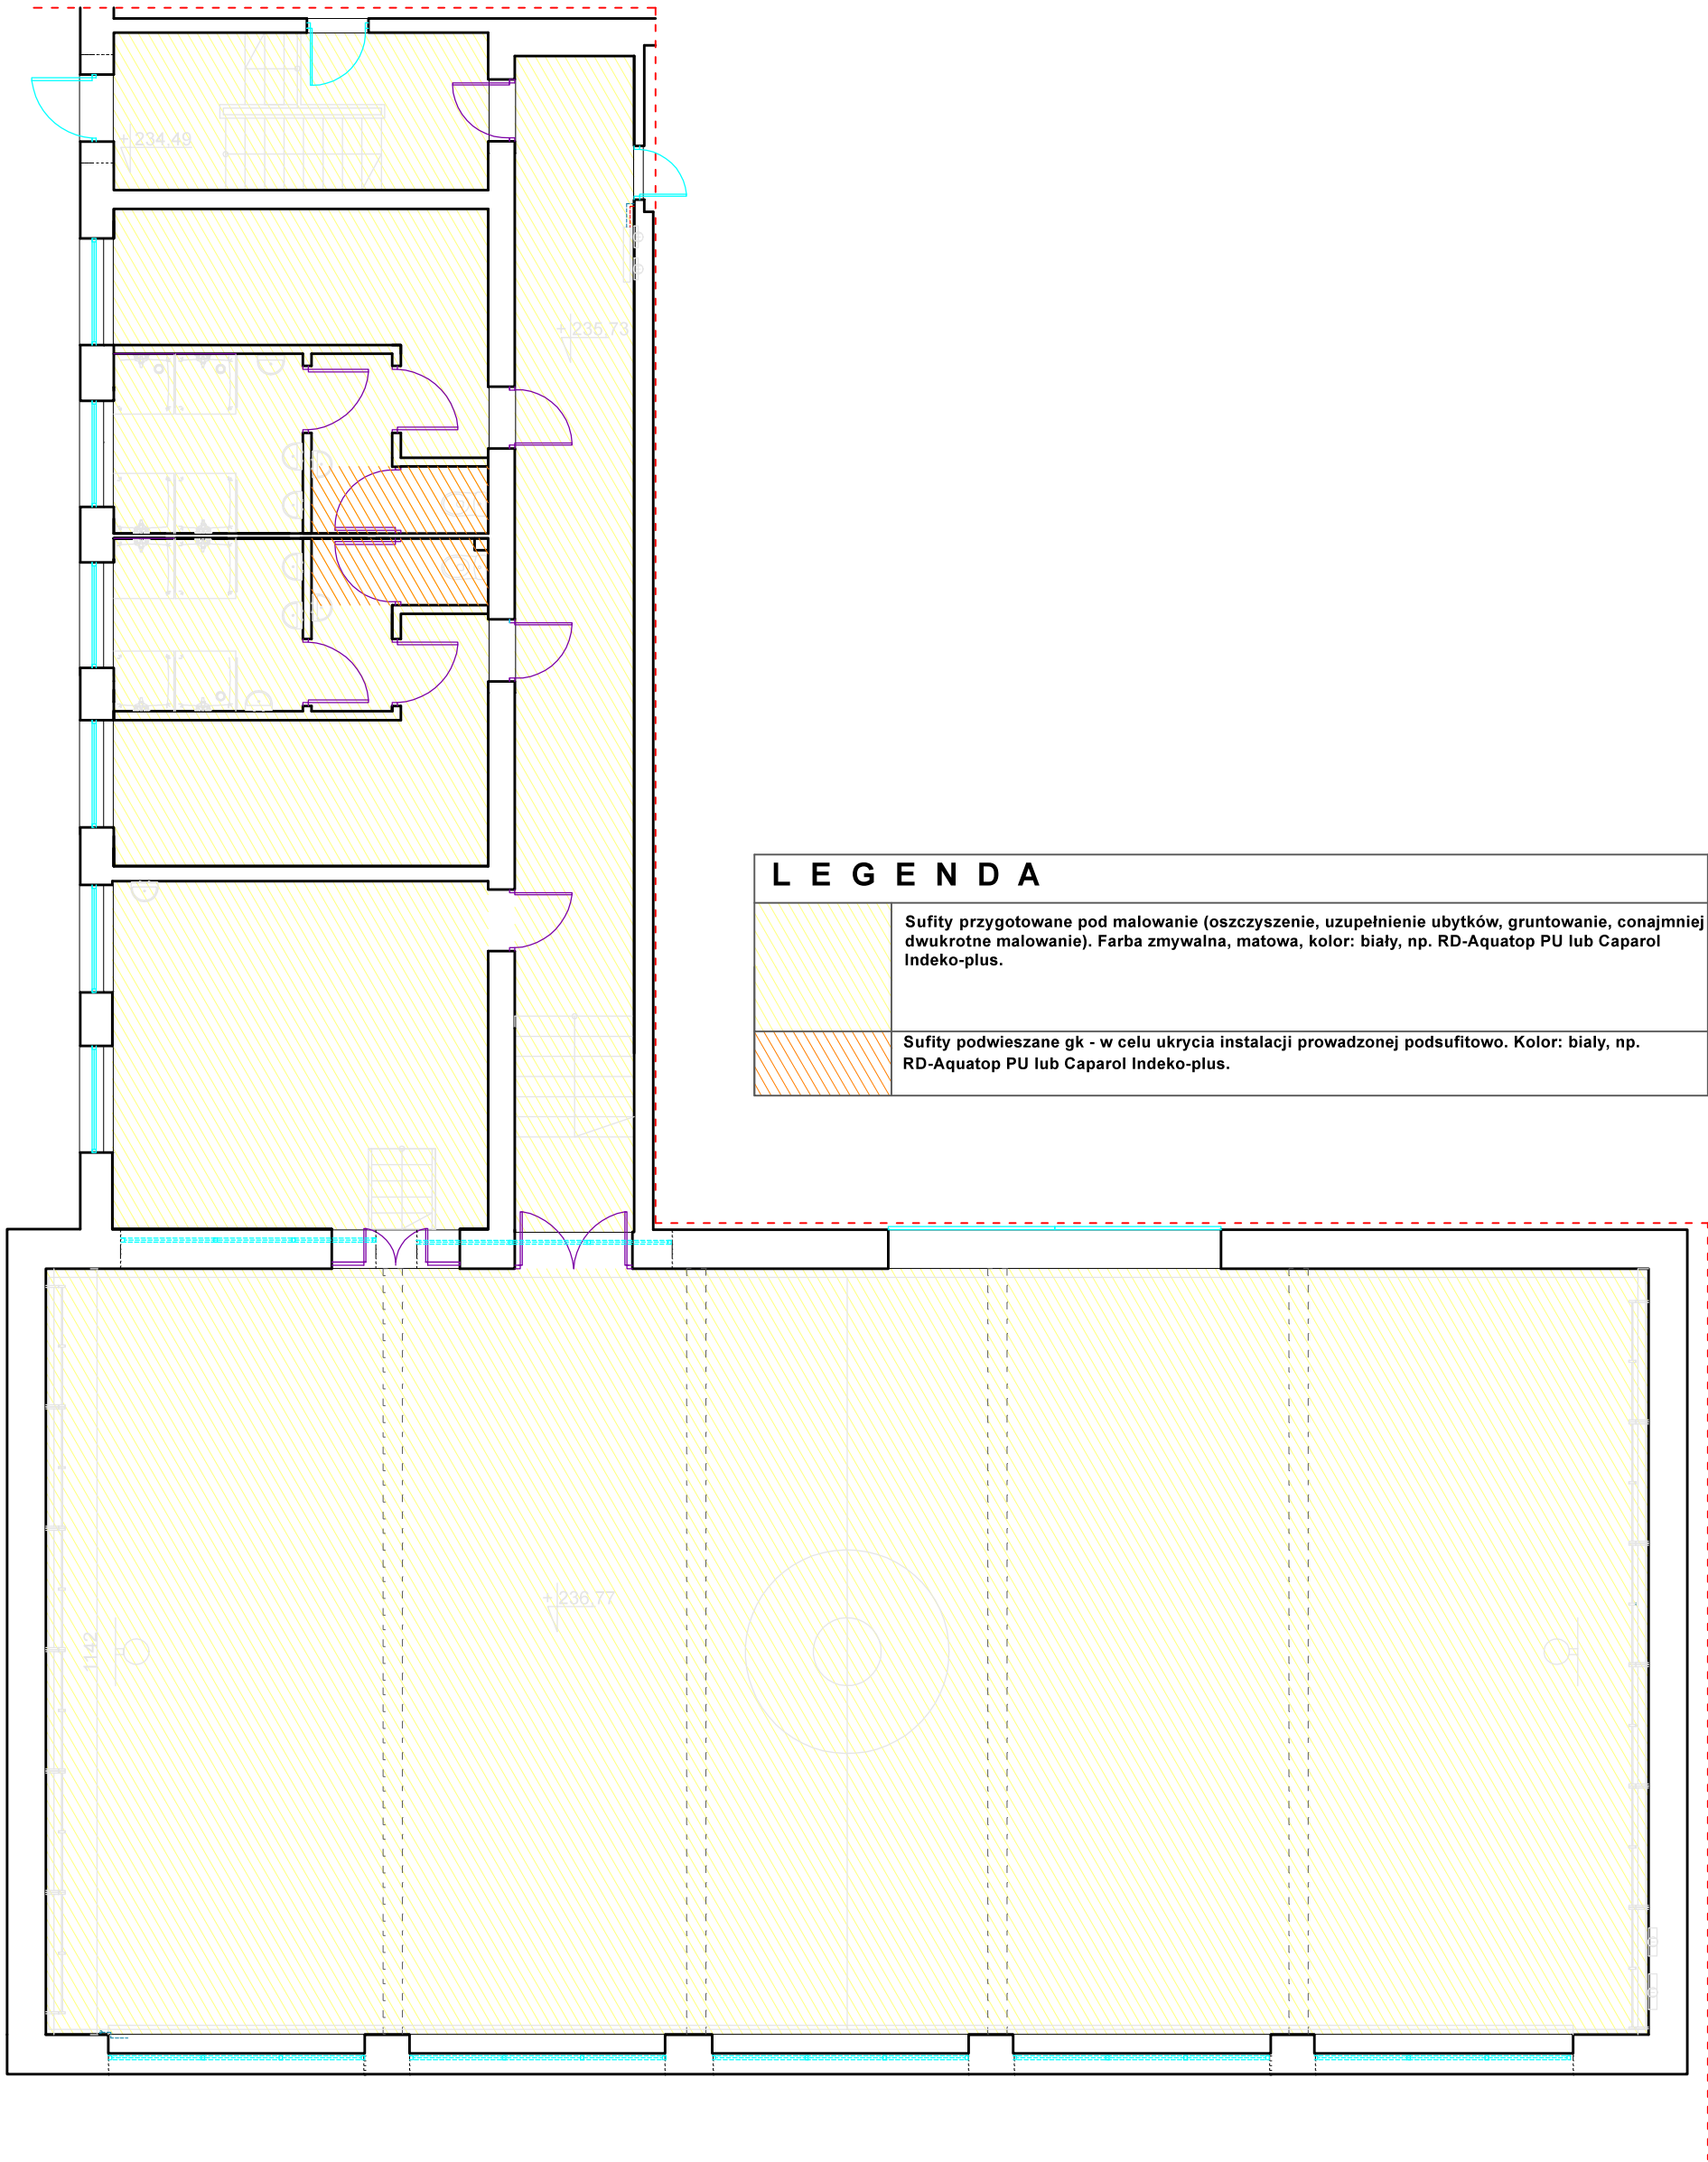 + 234,49
+ 235,73
L E G E N D A
Sufity przygotowane pod malowanie (oszczyszenie, uzupełnienie ubytków, gruntowanie, conajmniej
dwukrotne malowanie). Farba zmywalna, matowa, kolor: biały, np. RD-Aquatop PU lub Caparol
Indeko-plus.
Sufity podwieszane gk - w celu ukrycia instalacji prowadzonej podsufitowo. Kolor: bialy, np.
RD-Aquatop PU lub Caparol Indeko-plus.
+ 236,77
1142